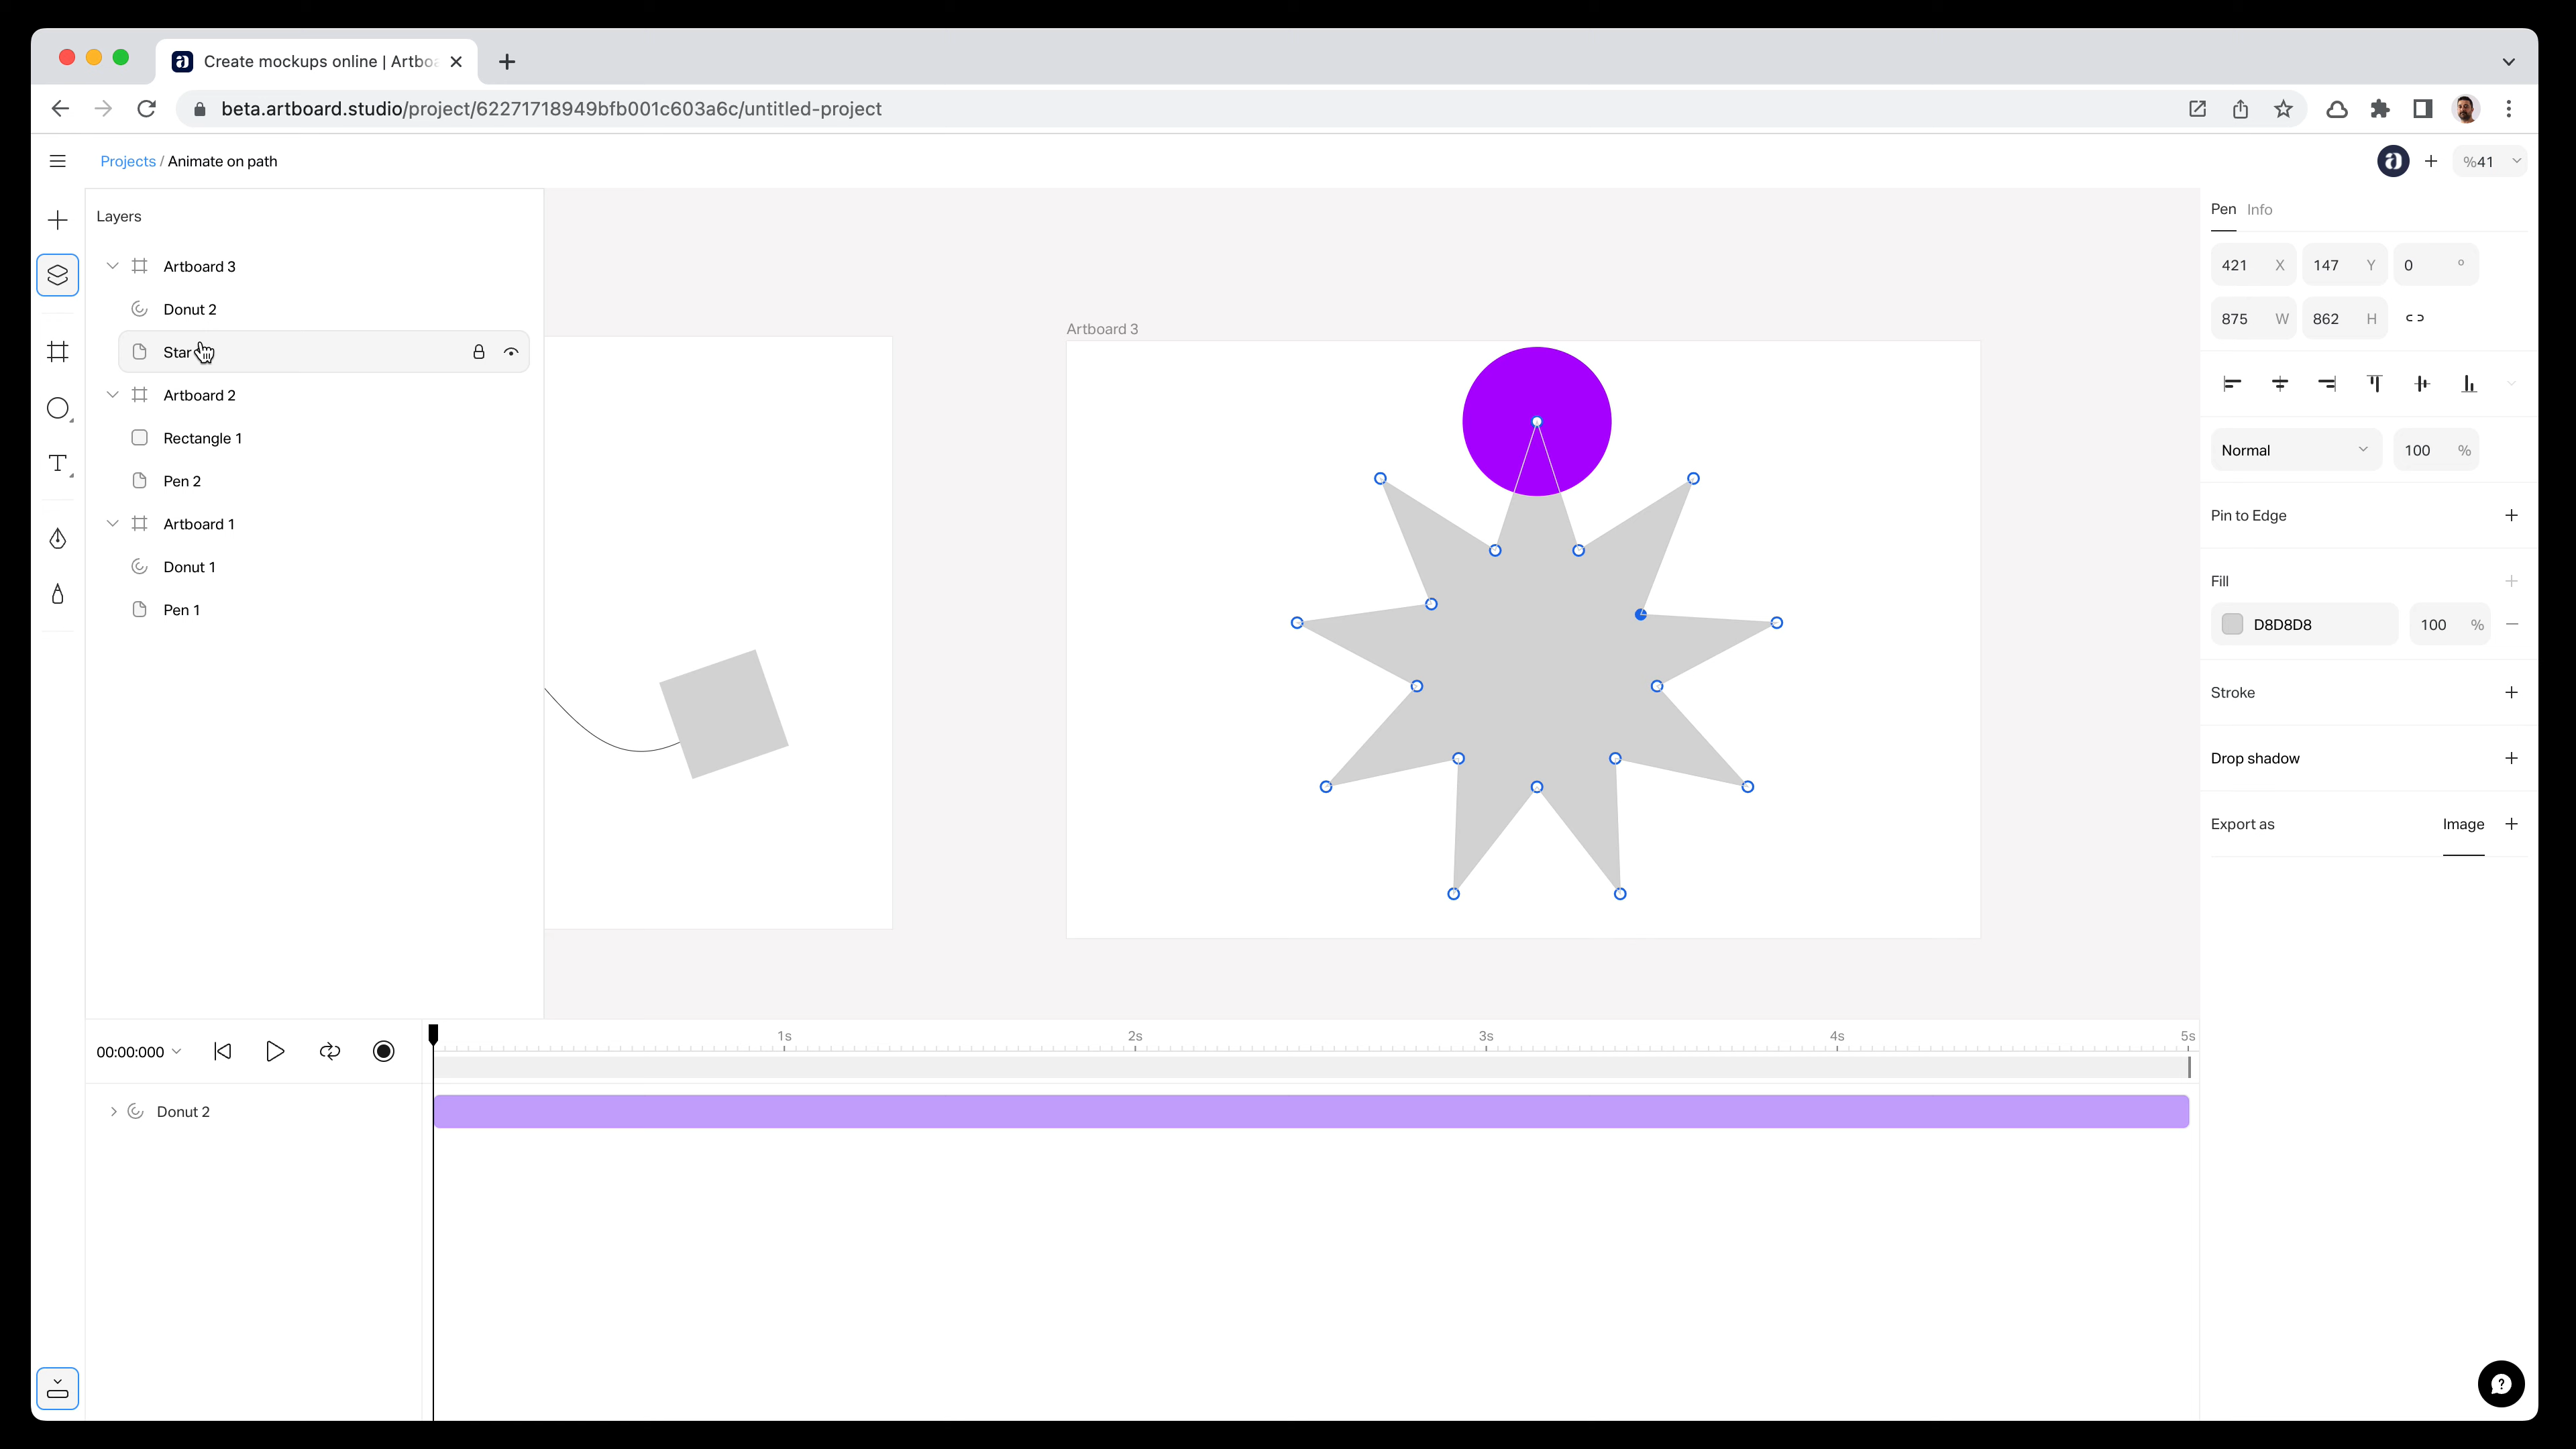 Create mockups online | Artboa
beta.artboard.studio/project/62271718949bfb001c603a6c/untitled-project
Projects / Animate on path
%41
Layers
Artboard 3
Donut 2
Star
Artboard 2
Rectangle 1
Pen 2
Artboard 1
Donut 1
Pen 1
Artboard 3
Pen Info
421 X 147 Y 0 °
875 W 862 H
Normal 100 %
Pin to Edge
Fill
D8D8D8 100 %
Stroke
Drop shadow
Export as Image
00:00:000 1s 2s 3s 4s 5s
Donut 2